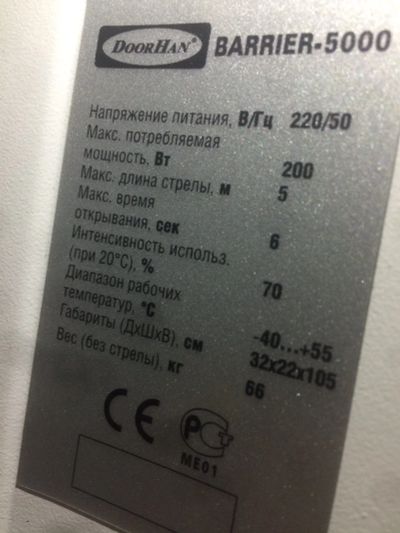 DOORHAN® BARRIER-5000
Напряжение питания, В/Гц 220/50
Макс. потребляемая
мощность, Вт 200
Макс. длина стрелы, м 5
Макс. время
открывания, сек 6
Интенсивность использ.
(при 20°С), % 70
Диапазон рабочих
температур, °С -40...+55
Габариты (ДхШхВ), см 32х22х105
Вес (без стрелы), кг 66
CE РСТ
МЕ01